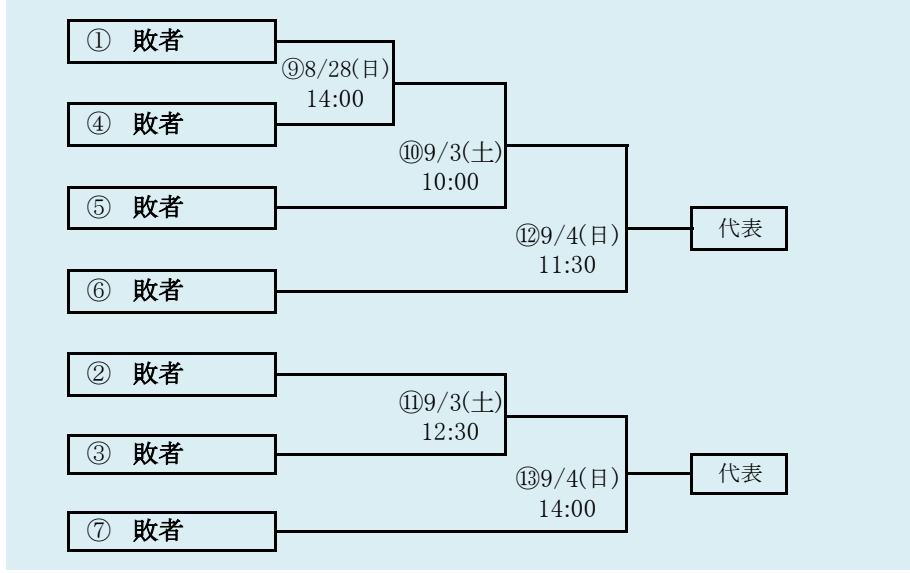 ① 敗者
⑨8/28(日)
14:00
④ 敗者
⑩9/3(土)
10:00
⑤ 敗者
⑫9/4(日)
11:30
代表
⑥ 敗者
② 敗者
⑪9/3(土)
12:30
③ 敗者
⑬9/4(日)
14:00
代表
⑦ 敗者